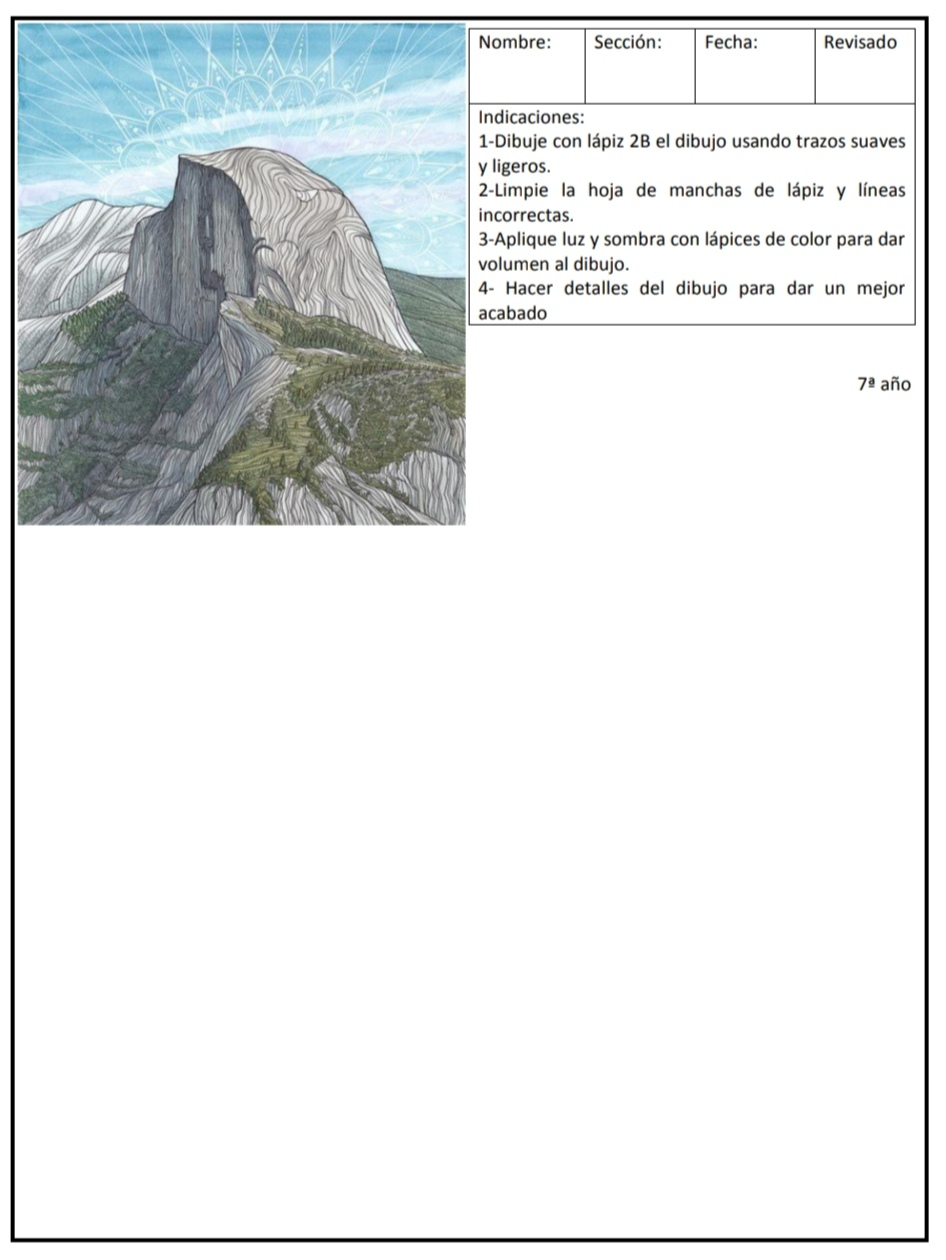 Nombre: Sección: Fecha: Revisado
Indicaciones:
1-Dibuje con lápiz 2B el dibujo usando trazos suaves
y ligeros.
2-Limpie la hoja de manchas de lápiz y líneas
incorrectas.
3-Aplique luz y sombra con lápices de color para dar
volumen al dibujo.
4- Hacer detalles del dibujo para dar un mejor
acabado
7ª año